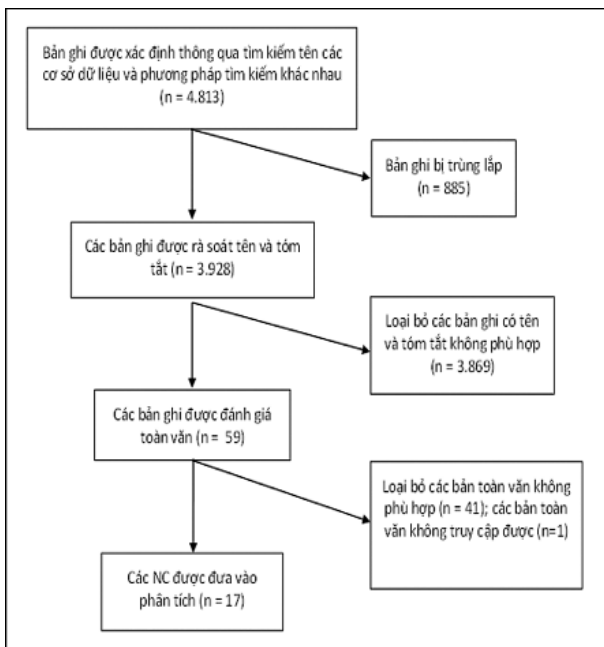 Bản ghi được xác định thông qua tìm kiếm tên các
cơ sở dữ liệu và phương pháp tìm kiếm khác nhau
(n = 4.813)
Bản ghi bị trùng lắp
(n = 885)
Các bản ghi được rà soát tên và tóm
tắt (n = 3.928)
Loại bỏ các bản ghi có tên
và tóm tắt không phù hợp
(n = 3.869)
Các bản ghi được đánh giá
toàn văn (n = 59)
Loại bỏ các bản toàn văn không
phù hợp (n = 41); các bản toàn
văn không truy cập được (n=1)
Các NC được đưa vào
phân tích (n = 17)